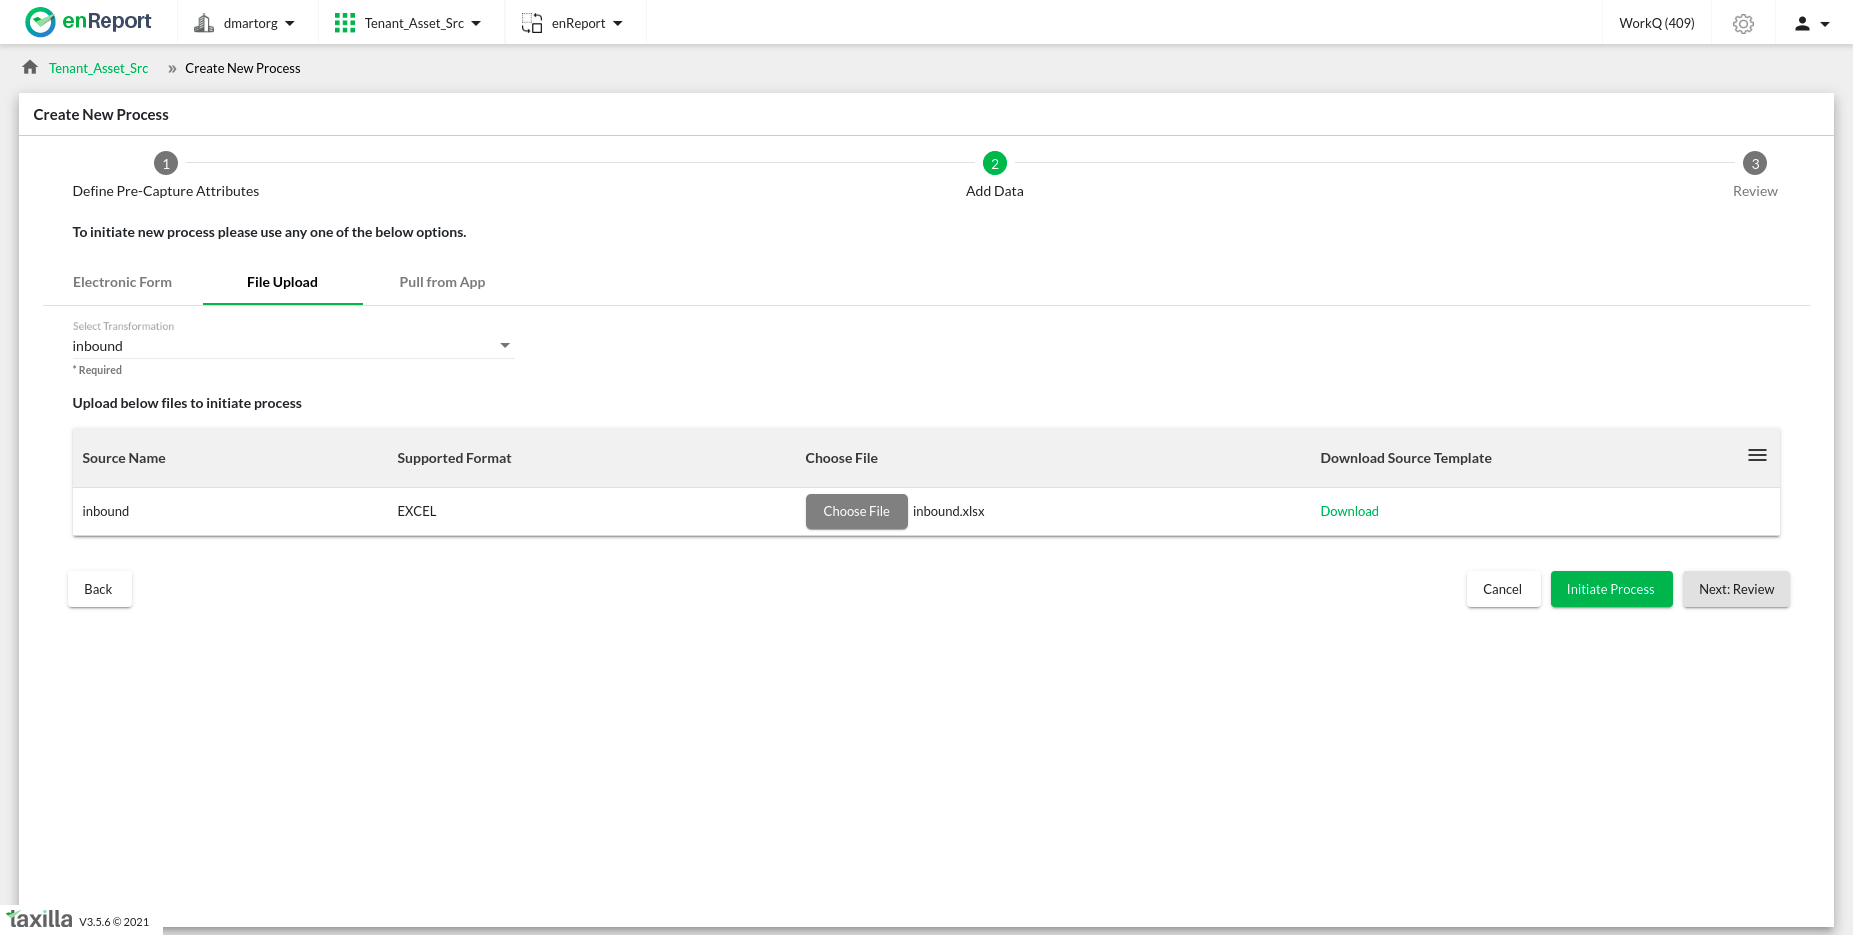 enReport dmartorg Tenant_Asset_Src enReport WorkQ (409)
Tenant_Asset_Src » Create New Process
Create New Process
1 2 3
Define Pre-Capture Attributes Add Data Review
To initiate new process please use any one of the below options.
Electronic Form File Upload Pull from App
Select Transformation
inbound
* Required
Upload below files to initiate process
Source Name Supported Format Choose File Download Source Template
inbound EXCEL Choose File inbound.xlsx Download
Back Cancel Initiate Process Next: Review
taxilla V3.5.6 © 2021